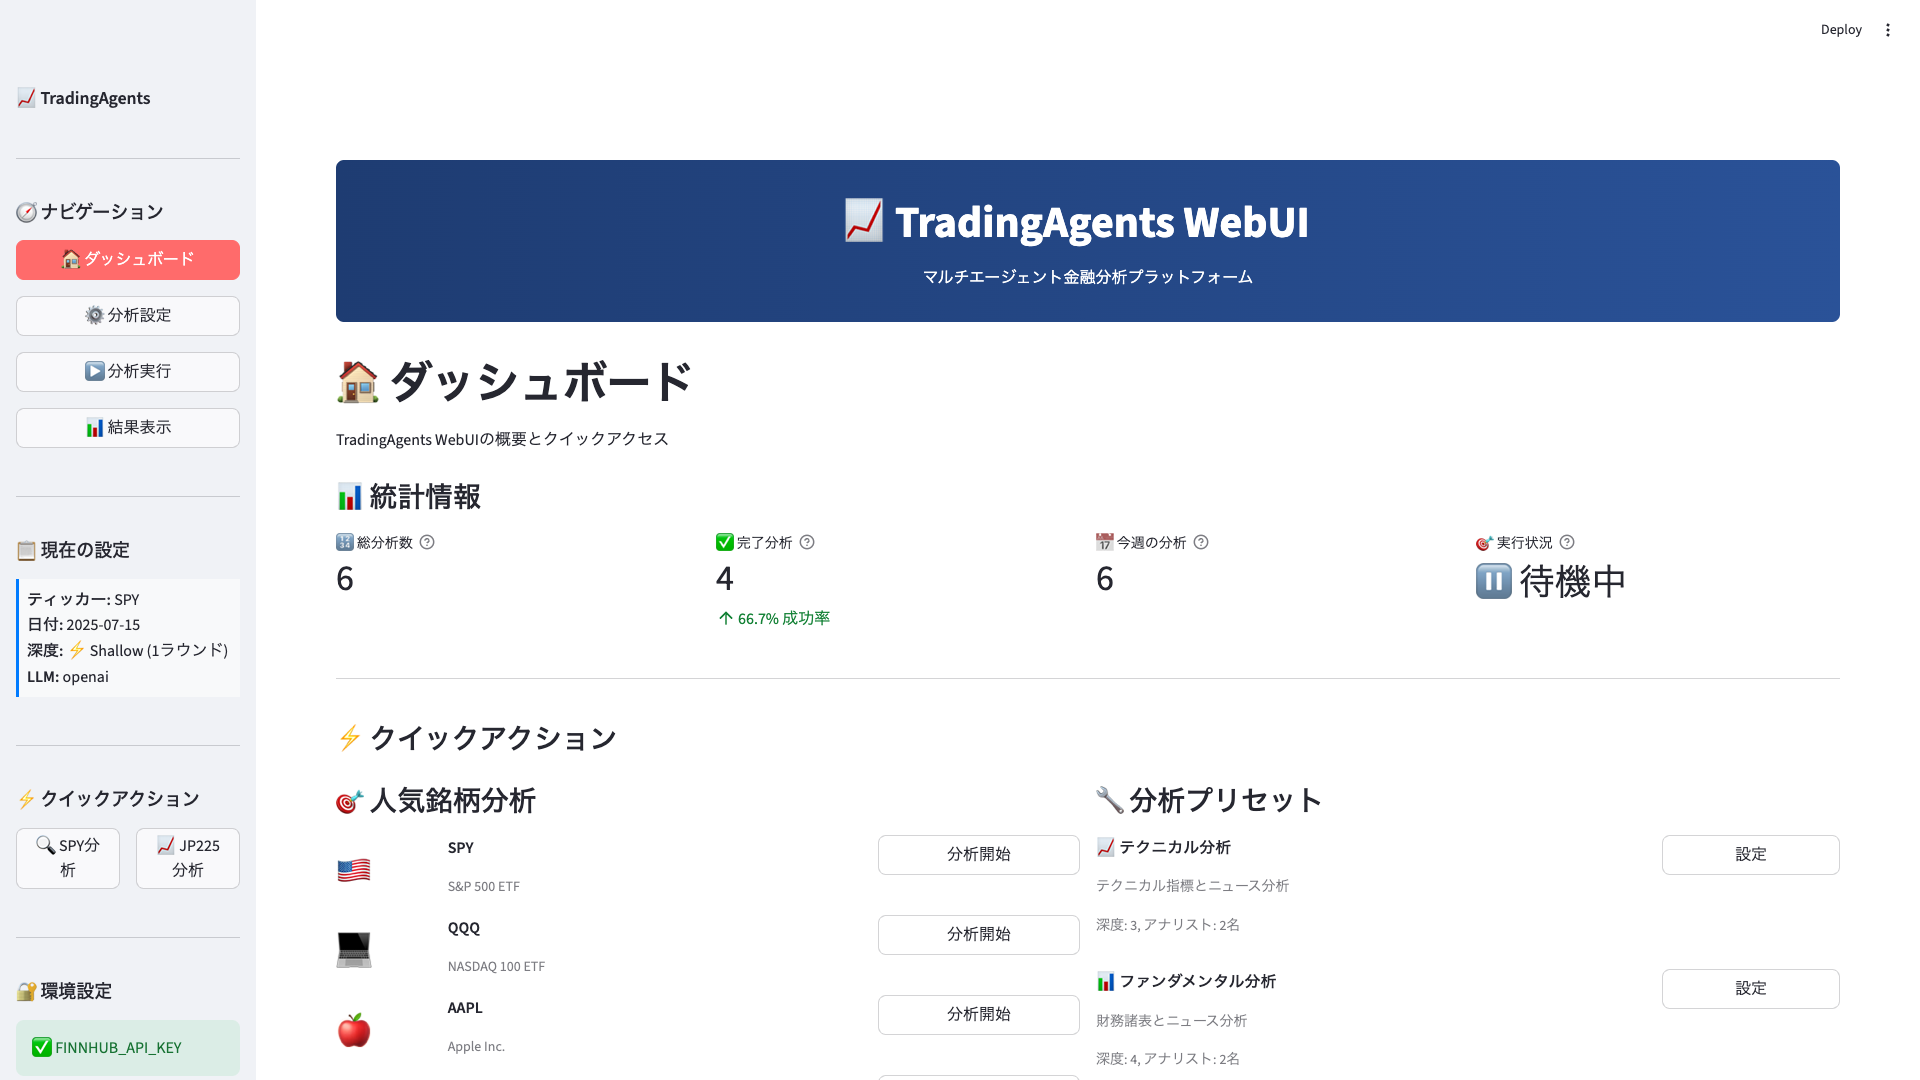 Deploy
TradingAgents
ナビゲーション
ダッシュボード
分析設定
分析実行
結果表示
現在の設定
ティッカー: SPY
日付: 2025-07-15
深度: ⚡ Shallow (1ラウンド)
LLM: openai
クイックアクション
SPY分
析
JP225
分析
環境設定
FINNHUB_API_KEY
TradingAgents WebUI
マルチエージェント金融分析プラットフォーム
ダッシュボード
TradingAgents WebUIの概要とクイックアクセス
統計情報
総分析数
6
完了分析
4
↑ 66.7% 成功率
今週の分析
6
実行状況
待機中
クイックアクション
人気銘柄分析
SPY
S&P 500 ETF
分析開始
QQQ
NASDAQ 100 ETF
分析開始
AAPL
Apple Inc.
分析開始
分析プリセット
テクニカル分析
テクニカル指標とニュース分析
深度: 3, アナリスト: 2名
設定
ファンダメンタル分析
財務諸表とニュース分析
深度: 4, アナリスト: 2名
設定